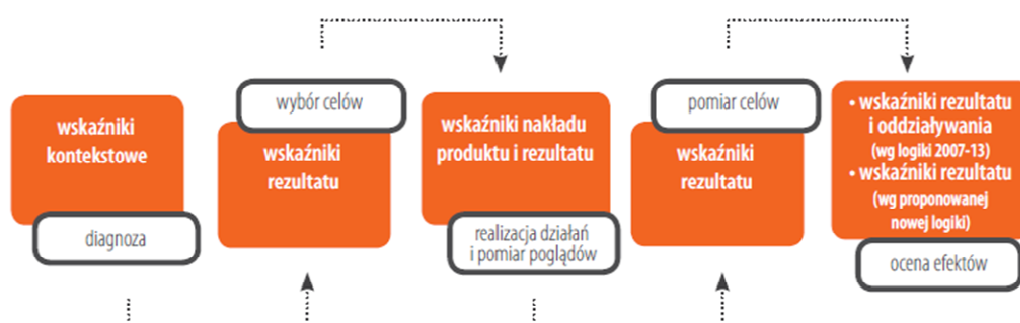 wskaźniki
kontekstowe
diagnoza
wybór celów
wskaźniki
rezultatu
wskaźniki nakładu
produktu i rezultatu
realizacja działań
i pomiar poglądów
pomiar celów
wskaźniki
rezultatu
• wskaźniki rezultatu
i oddziaływania
(wg logiki 2007-13)
• wskaźniki rezultatu
(wg proponowanej
nowej logiki)
ocena efektów